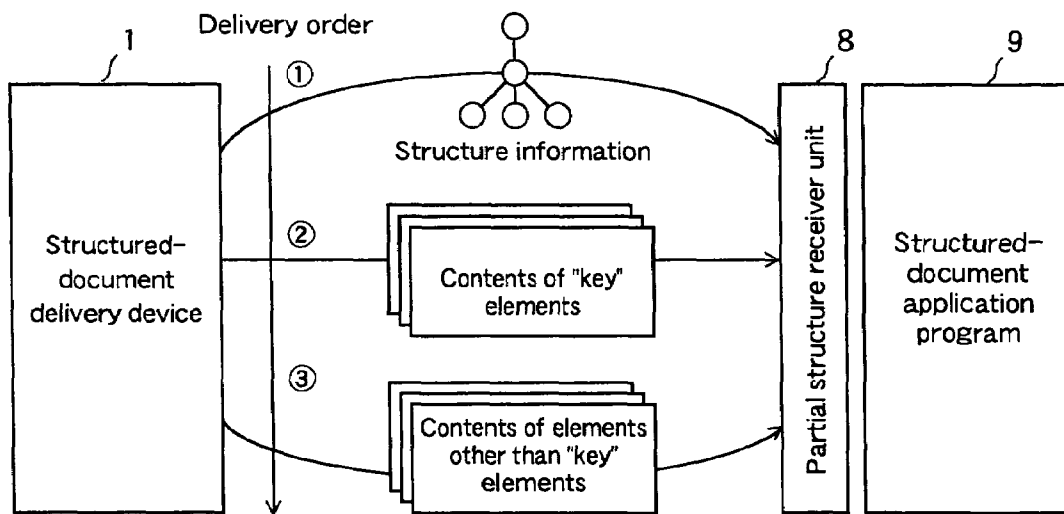 1
Delivery order
8
9
①
Structure information
Structured-
document
delivery device
②
Contents of "key"
elements
③
Contents of elements
other than "key"
elements
Partial structure receiver unit
Structured-
document
application
program